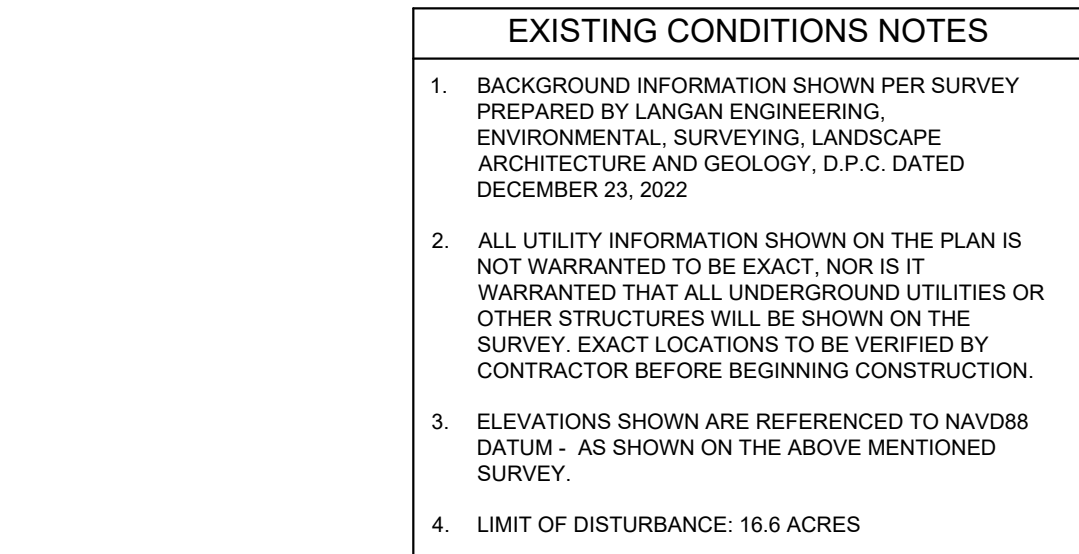 EXISTING CONDITIONS NOTES
1. BACKGROUND INFORMATION SHOWN PER SURVEY
PREPARED BY LANGAN ENGINEERING,
ENVIRONMENTAL, SURVEYING, LANDSCAPE
ARCHITECTURE AND GEOLOGY, D.P.C. DATED
DECEMBER 23, 2022
2. ALL UTILITY INFORMATION SHOWN ON THE PLAN IS
NOT WARRANTED TO BE EXACT, NOR IS IT
WARRANTED THAT ALL UNDERGROUND UTILITIES OR
OTHER STRUCTURES WILL BE SHOWN ON THE
SURVEY. EXACT LOCATIONS TO BE VERIFIED BY
CONTRACTOR BEFORE BEGINNING CONSTRUCTION.
3. ELEVATIONS SHOWN ARE REFERENCED TO NAVD88
DATUM - AS SHOWN ON THE ABOVE MENTIONED
SURVEY.
4. LIMIT OF DISTURBANCE: 16.6 ACRES